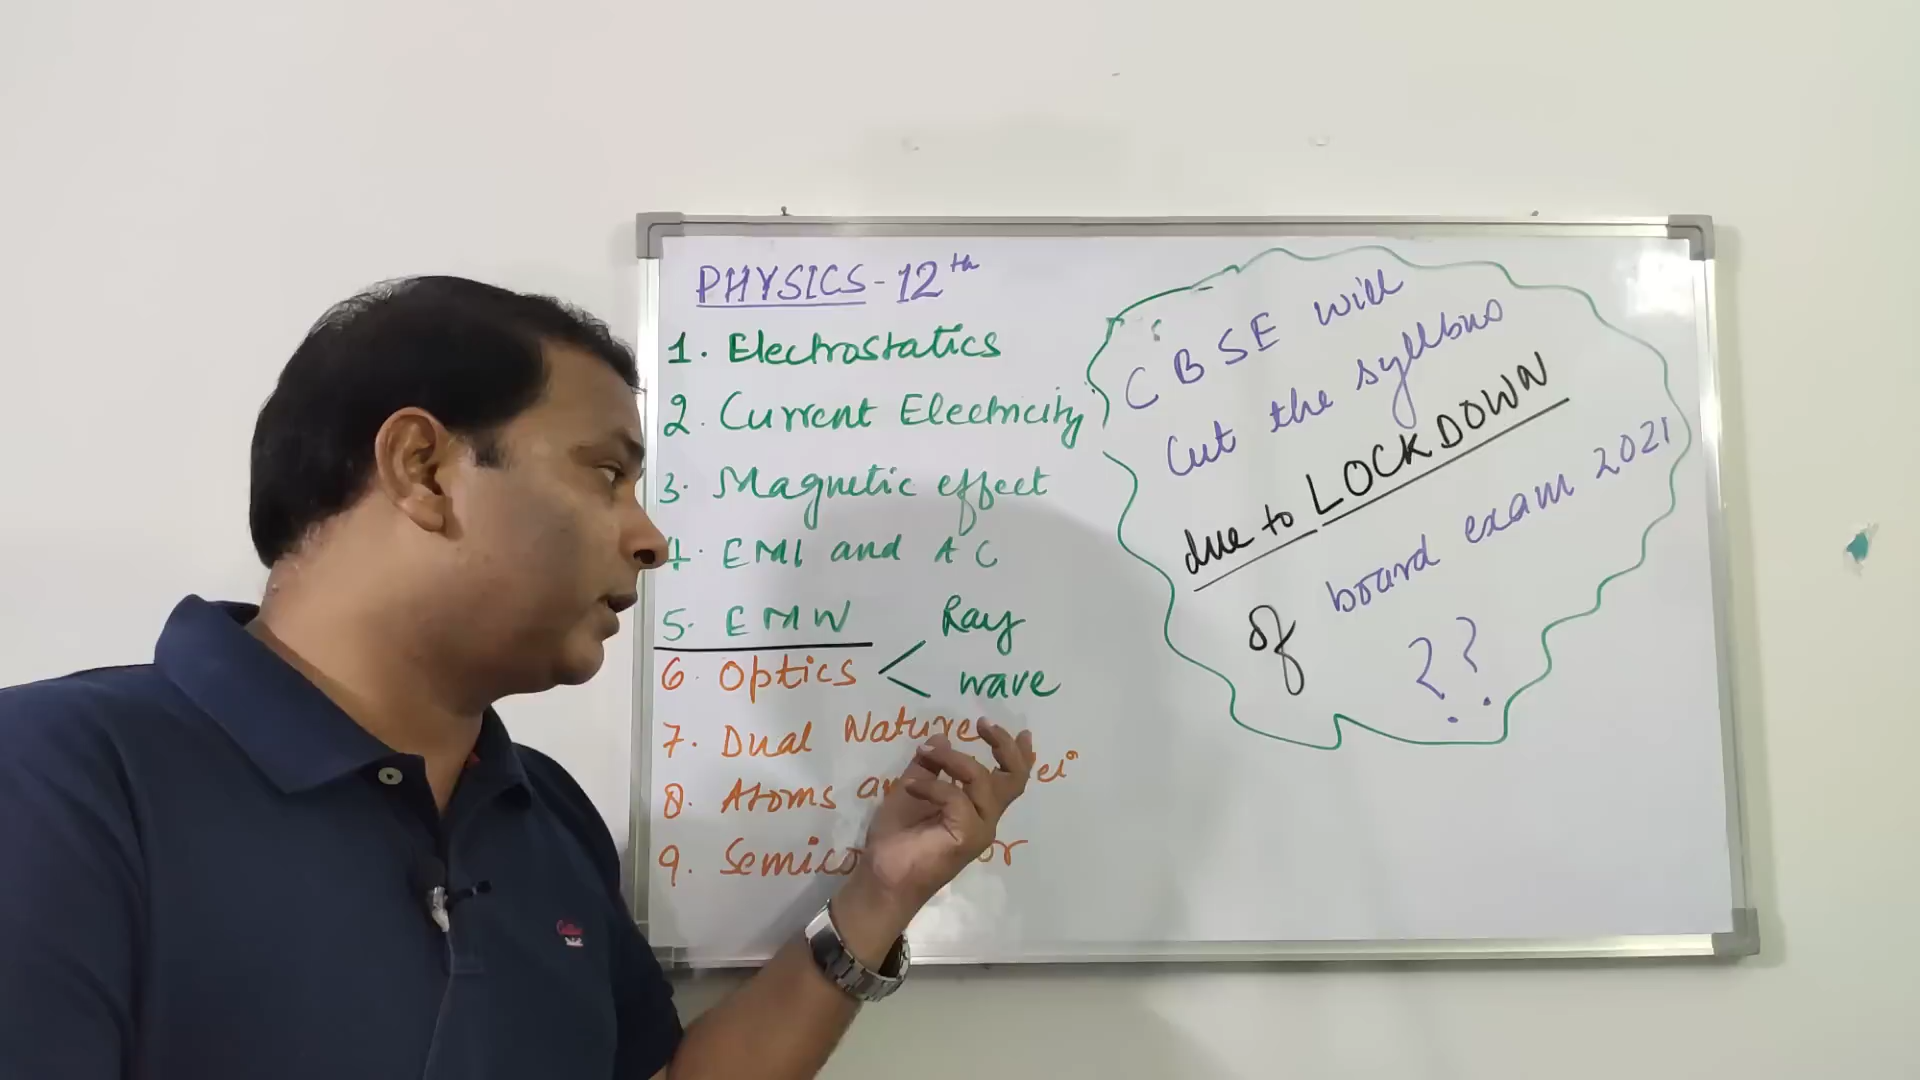 PHYSICS - 12th
1. Electrostatics
2. Current Electricity
3. Magnetic effect
4. EMI and AC
5. EMW
6. Optics < Ray
wave
7. Dual Nature
8. Atoms
9.
CBSE will
Cut the syllbus
due to LOCKDOWN
of board exam 2021
??